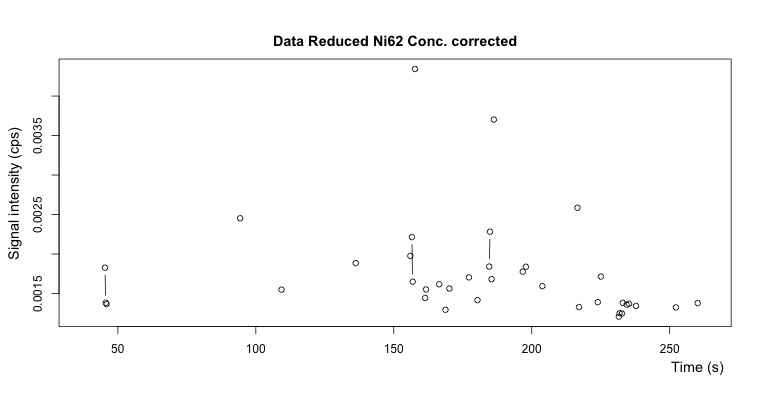 Data Reduced Ni62 Conc. corrected
Signal intensity (cps)
0.0035
0.0025
0.0015
50 100 150 200 250
Time (s)